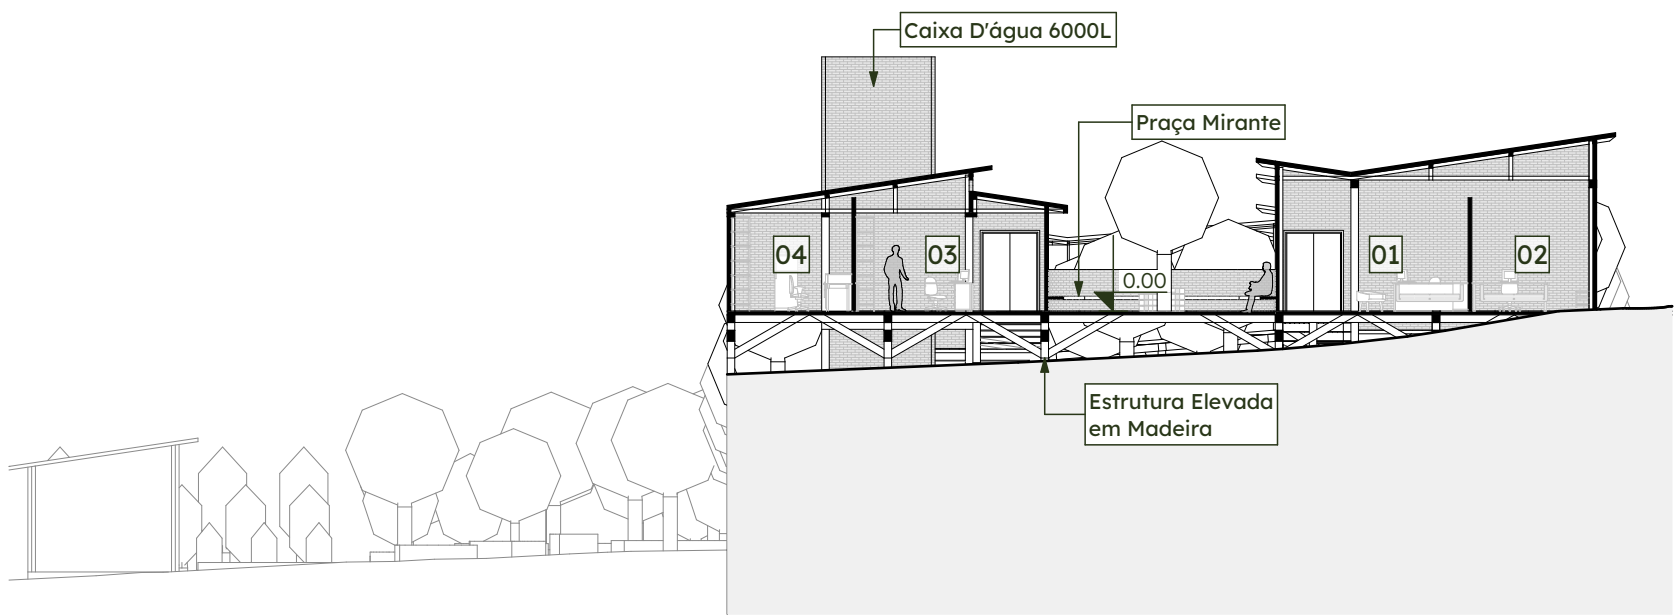 Caixa D'água 6000L
Praça Mirante
04
03
0.00
01
02
Estrutura Elevada
em Madeira